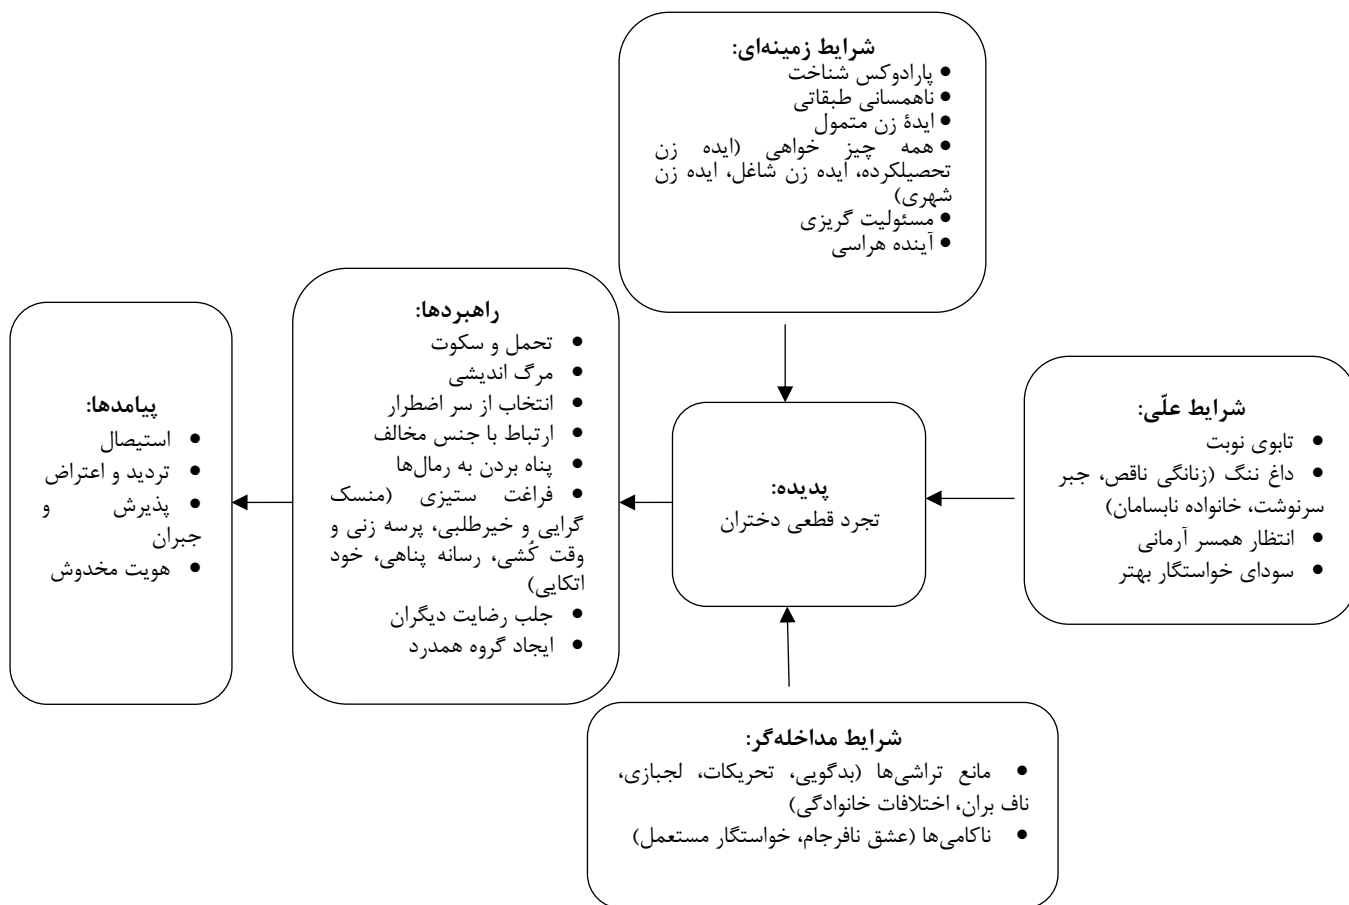 شرایط زمینه‌ای:
● پارادوکس شناخت
● ناهمسانی طبقاتی
● ایدۀ زن متمول
● همه چیز خواهی (ایده زن
تحصیلکرده، ایده زن شاغل، ایده زن
شهری)
● مسئولیت گریزی
● آینده هراسی
شرایط علّی:
● تابوی نوبت
● داغ ننگ (زنانگی ناقص، جبر
سرنوشت، خانواده نابسامان)
● انتظار همسر آرمانی
● سودای خواستگار بهتر
پدیده:
تجرد قطعی دختران
راهبردها:
● تحمل و سکوت
● مرگ اندیشی
● انتخاب از سر اضطرار
● ارتباط با جنس مخالف
● پناه بردن به رمال‌ها
● فراغت ستیزی (منسک
گرایی و خیرطلبی، پرسه زنی و
وقت کُشی، رسانه پناهی، خود
اتکایی)
● جلب رضایت دیگران
● ایجاد گروه همدرد
پیامدها:
● استیصال
● تردید و اعتراض
● پذیرش و
جبران
● هویت مخدوش
شرایط مداخله‌گر:
● مانع تراشی‌ها (بدگویی، تحریکات، لجبازی،
ناف بران، اختلافات خانوادگی)
● ناکامی‌ها (عشق نافرجام، خواستگار مستعمل)